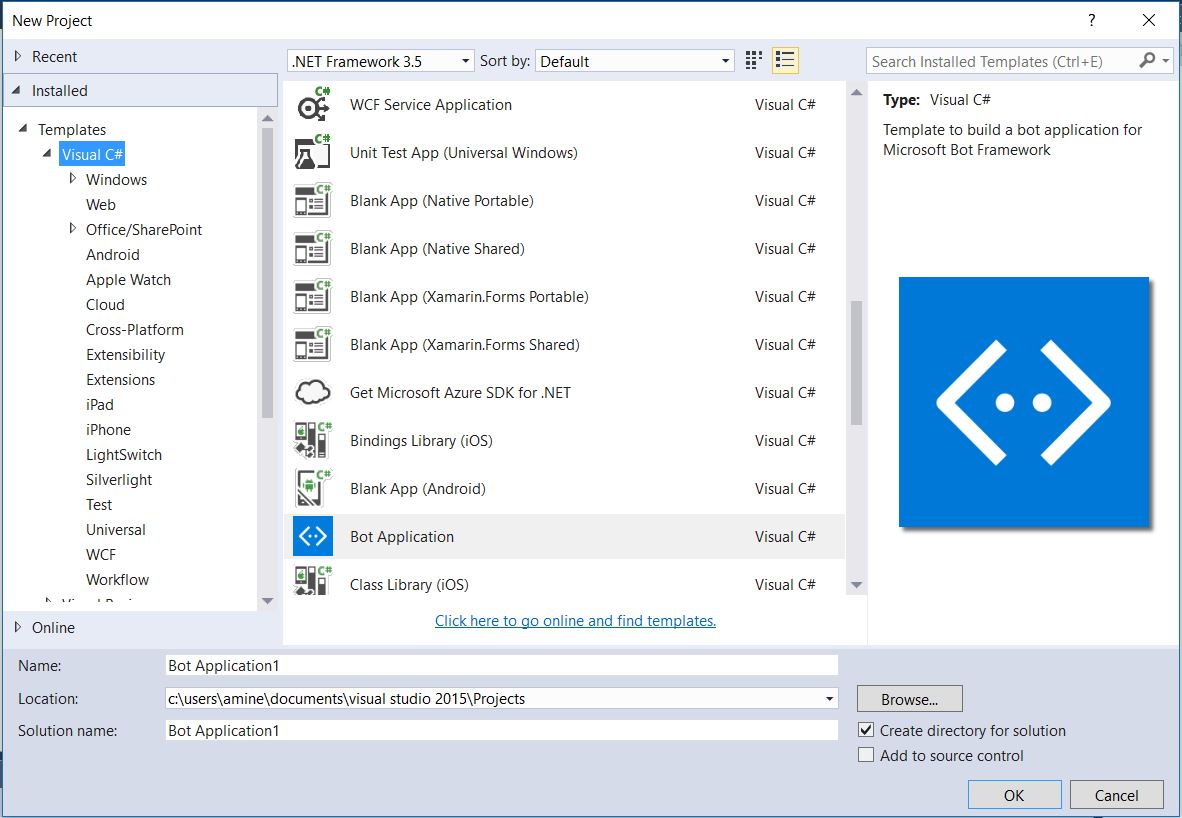 New Project
?
Recent
Installed
.NET Framework 3.5
Sort by:
Default
Search Installed Templates (Ctrl+E)
Templates
Visual C#
Windows
Web
Office/SharePoint
Android
Apple Watch
Cloud
Cross-Platform
Extensibility
Extensions
iPad
iPhone
LightSwitch
Silverlight
Test
Universal
WCF
Workflow
Online
WCF Service Application Visual C#
Unit Test App (Universal Windows) Visual C#
Blank App (Native Portable) Visual C#
Blank App (Native Shared) Visual C#
Blank App (Xamarin.Forms Portable) Visual C#
Blank App (Xamarin.Forms Shared) Visual C#
Get Microsoft Azure SDK for .NET Visual C#
Bindings Library (iOS) Visual C#
Blank App (Android) Visual C#
Bot Application Visual C#
Class Library (iOS) Visual C#
Click here to go online and find templates.
Type: Visual C#
Template to build a bot application for
Microsoft Bot Framework
Name: Bot Application1
Location: c:\users\amine\documents\visual studio 2015\Projects
Browse...
Solution name: Bot Application1
Create directory for solution
Add to source control
OK
Cancel